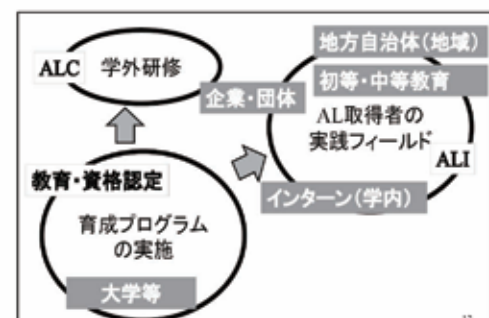 地方自治体(地域)
ALC 学外研修
初等・中等教育
企業・団体
AL取得者の
実践フィールド
ALI
教育・資格認定
インターン(学内)
育成プログラム
の実施
大学等